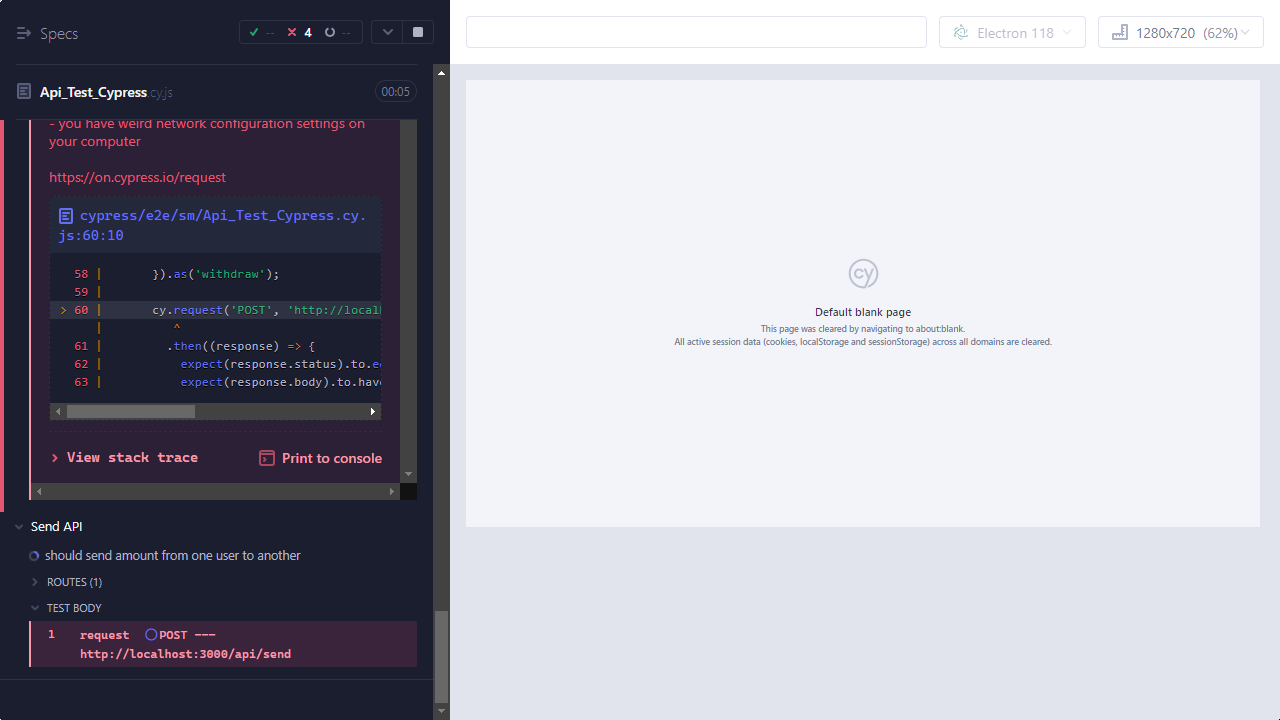 Specs
-- 4 --
Electron 118
1280x720 (62%)
Api_Test_Cypress.cy.js
00:05
- you have weird network configuration settings on
your computer
https://on.cypress.io/request
cypress/e2e/sm/Api_Test_Cypress.cy.
js:60:10
58 | }).as('withdraw');
59 |
> 60 | cy.request('POST', 'http://local
| ^
61 | .then((response) => {
62 | expect(response.status).to.e
63 | expect(response.body).to.hav
> View stack trace
Print to console
Send API
should send amount from one user to another
ROUTES (1)
TEST BODY
1 request POST ---
http://localhost:3000/api/send
cy
Default blank page
This page was cleared by navigating to about:blank.
All active session data (cookies, localStorage and sessionStorage) across all domains are cleared.